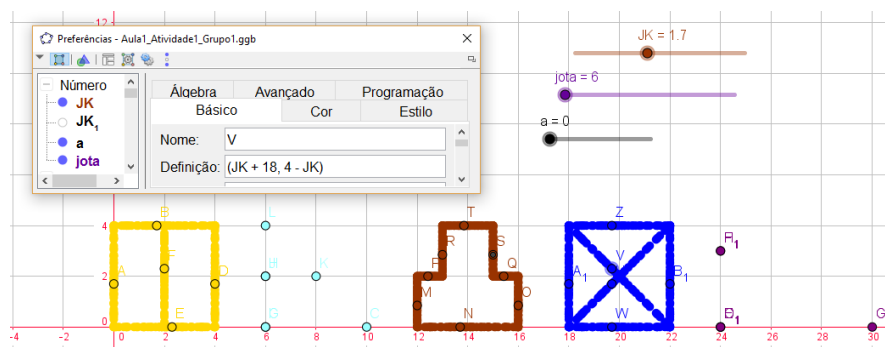 12
Preferências - Aula1_Atividade1_Grupo1.ggb
Número
JK
JK₁
a
jota
Álgebra Avançado Programação
Básico Cor Estilo
Nome: V
Definição: (JK + 18, 4 - JK)
JK = 1.7
jota = 6
a = 0
B L T Z
4
R S H₁
F V
P Q
2 K
A D A₁ B₁
M O
E G N W
0 C D₁ G
-4 -2 0 2 4 6 8 10 12 14 16 18 20 22 24 26 28 30